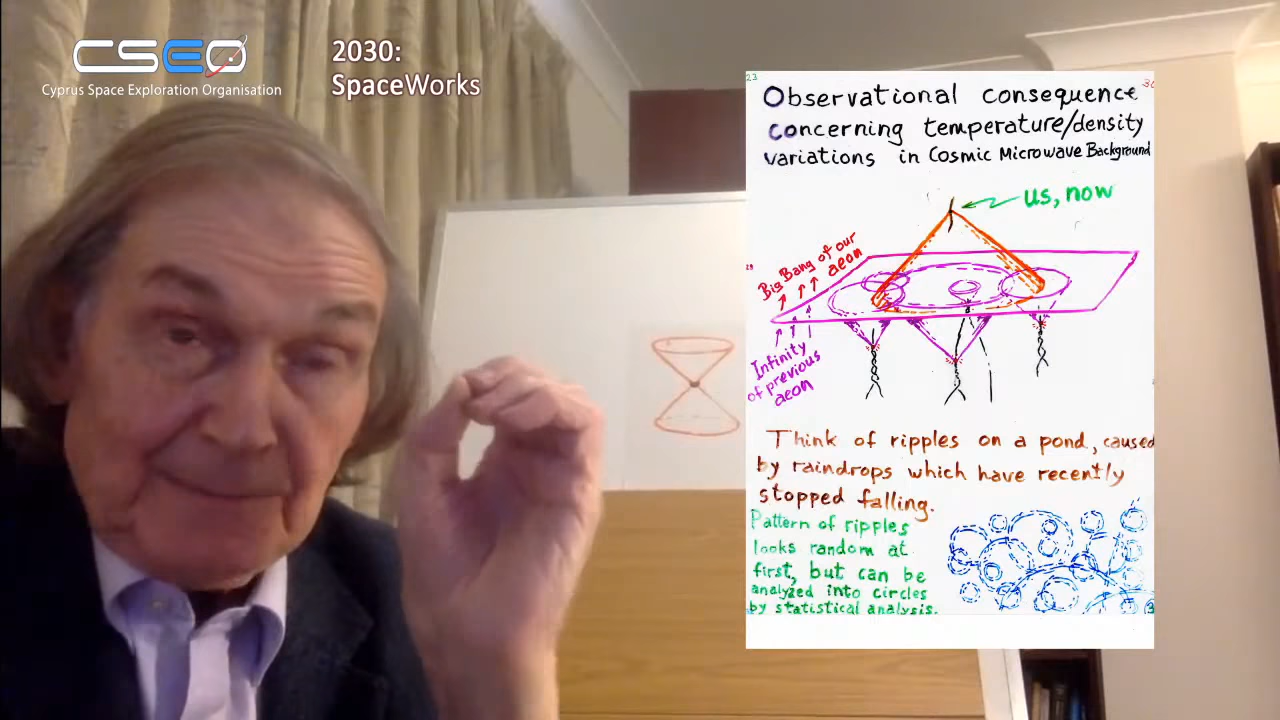 CSEO
Cyprus Space Exploration Organisation
2030:
SpaceWorks
23
30
Observational consequence
concerning temperature/density
variations in Cosmic Microwave Background
us, now
Big Bang of our
aeon
Infinity
of previous
aeon
Think of ripples on a pond, caused
by raindrops which have recently
stopped falling.
Pattern of ripples
looks random at
first, but can be
analyzed into circles
by statistical analysis.